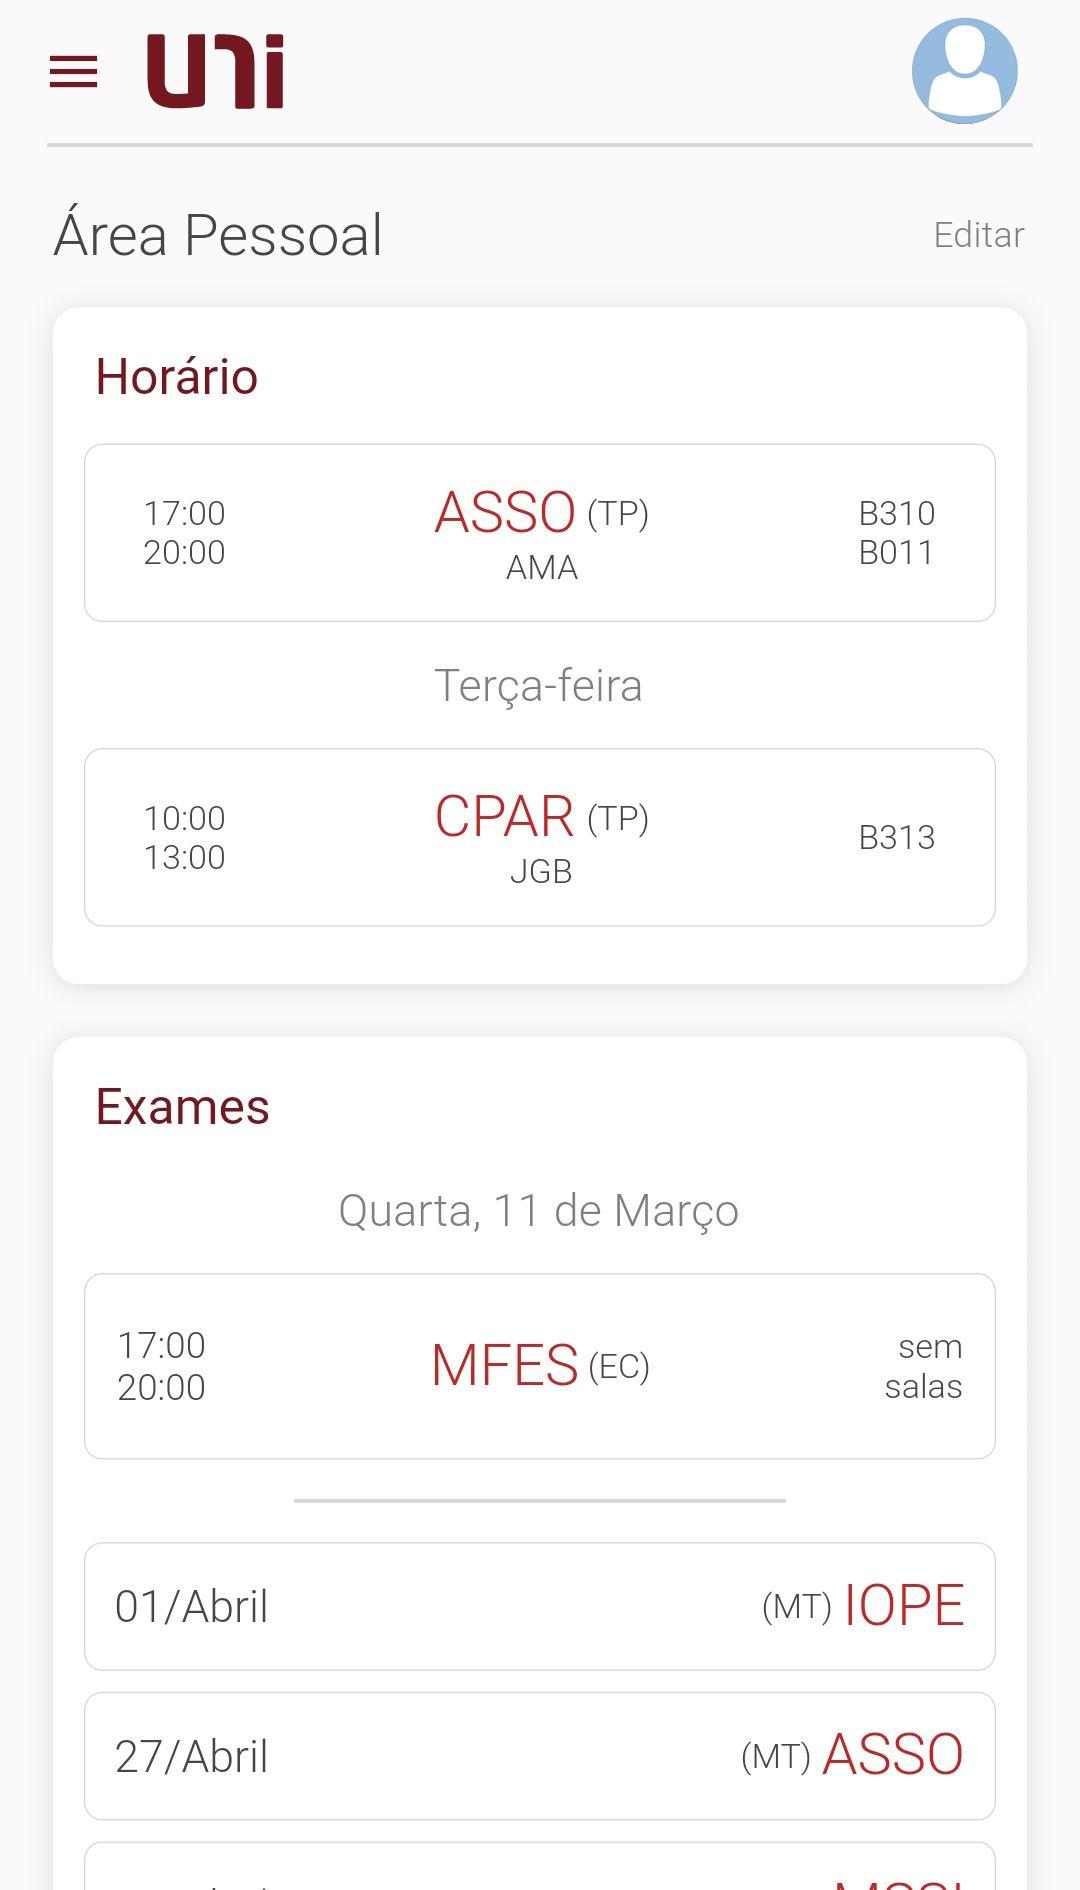 uni
Área Pessoal
Editar
Horário
17:00
20:00
ASSO (TP)
AMA
B310
B011
Terça-feira
10:00
13:00
CPAR (TP)
JGB
B313
Exames
Quarta, 11 de Março
17:00
20:00
MFES (EC)
sem
salas
01/Abril
(MT) IOPE
27/Abril
(MT) ASSO